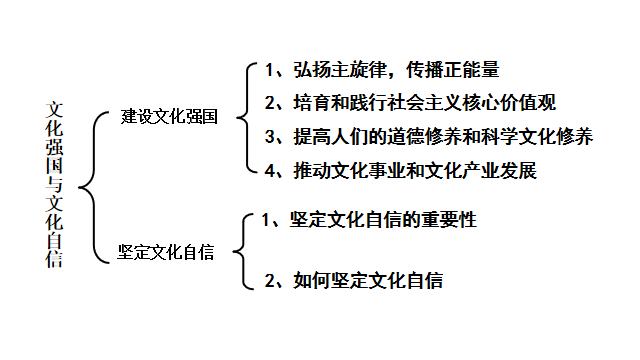 文化强国与文化自信
建设文化强国
1、弘扬主旋律，传播正能量
2、培育和践行社会主义核心价值观
3、提高人们的道德修养和科学文化修养
4、推动文化事业和文化产业发展
坚定文化自信
1、坚定文化自信的重要性
2、如何坚定文化自信